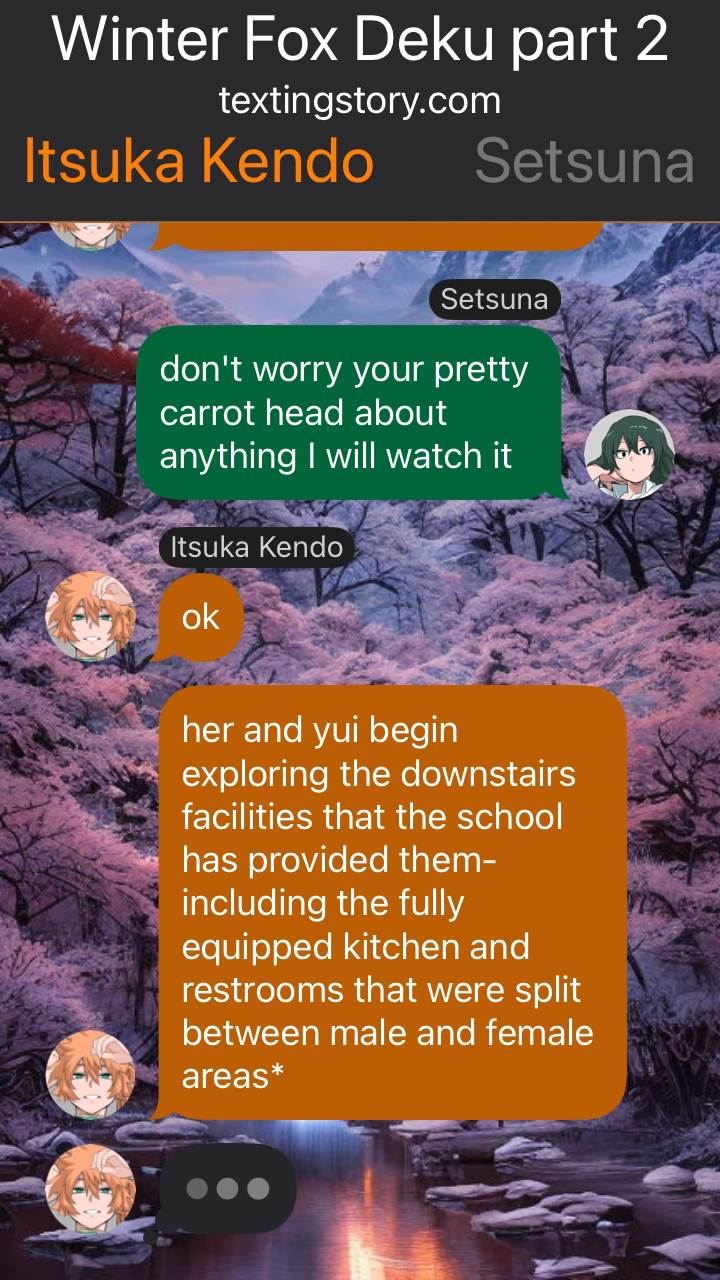 Winter Fox Deku part 2
textingstory.com
Itsuka Kendo Setsuna
Setsuna
don't worry your pretty
carrot head about
anything I will watch it
Itsuka Kendo
ok
her and yui begin
exploring the downstairs
facilities that the school
has provided them-
including the fully
equipped kitchen and
restrooms that were split
between male and female
areas*